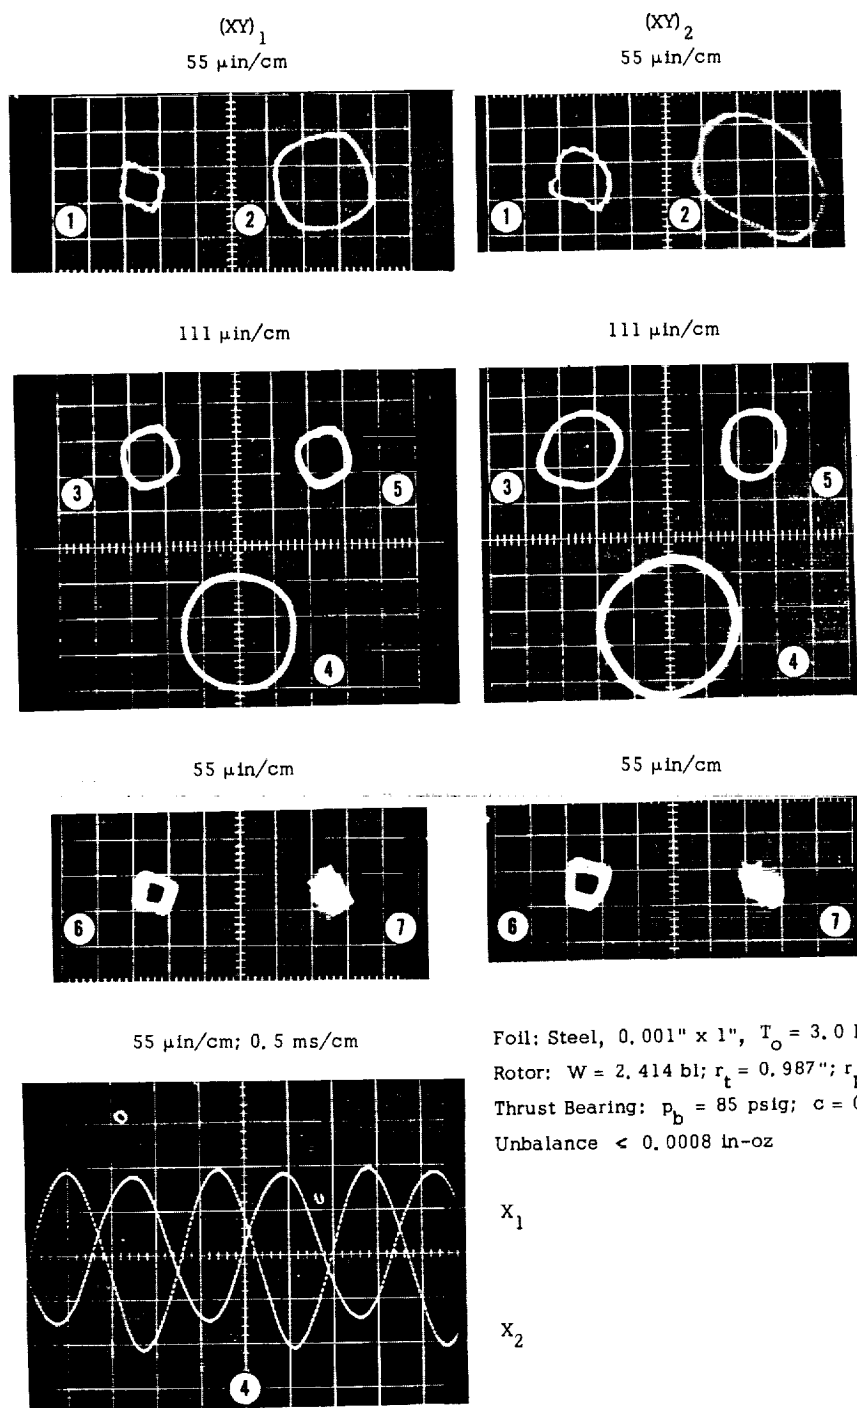 (XY)1 (XY)2
55 μin/cm 55 μin/cm
1 2 1 2
111 μin/cm 111 μin/cm
3 5 3 5
4 4
55 μin/cm 55 μin/cm
6 7 6 7
55 μin/cm; 0.5 ms/cm
Foil: Steel, 0.001" x 1", To = 3.0
Rotor: W = 2.414 bl; rt = 0.987";
Thrust Bearing: pb = 85 psig; c =
Unbalance < 0.0008 in-oz
X1
X2
4